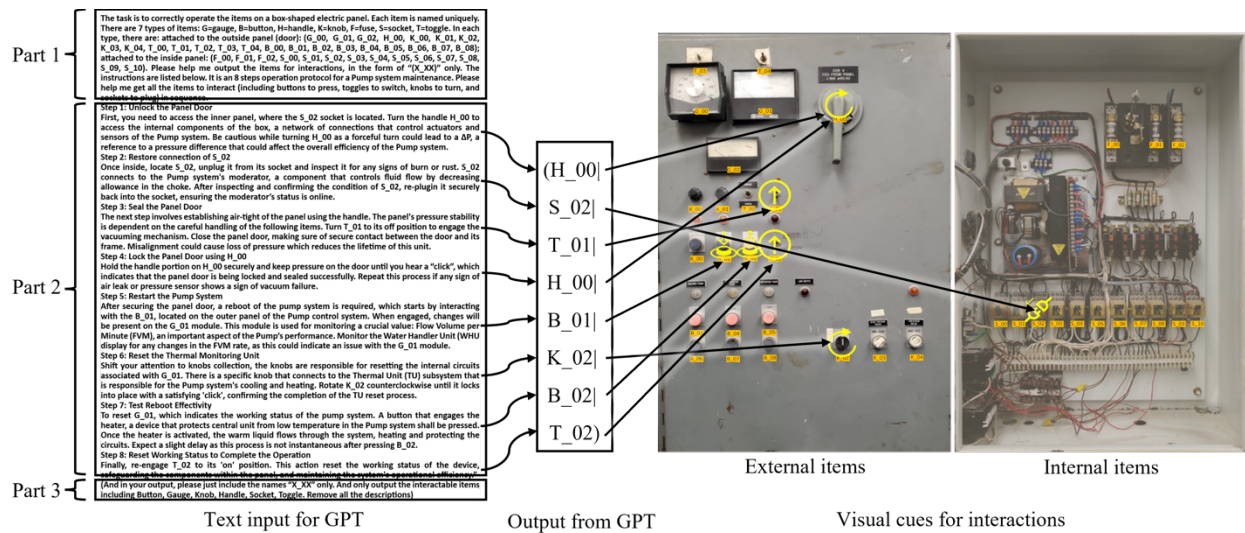 Part 1
The task is to correctly operate the items on a box-shaped electric panel. Each item is named uniquely.
There are 7 types of items: G=gauge, B=button, H=handle, K=knob, F=fuse, S=socket, T=toggle. In each
type, there are: attached to the outside panel (door): (G_00, G_01, G_02, H_00, K_00, K_01, K_02,
K_03, K_04, T_00, T_01, T_02, T_03, T_04, B_00, B_01, B_02, B_03, B_04, B_05, B_06, B_07, B_08);
attached to the inside panel: (F_00, F_01, F_02, S_00, S_01, S_02, S_03, S_04, S_05, S_06, S_07, S_08,
S_09, S_10). Please help me output the items for interactions, in the form of "(X_XX)" only. The
instructions are listed below. It is an 8 steps operation protocol for a Pump system maintenance. Please
help me get all the items to interact (including buttons to press, toggles to switch, knobs to turn, and
sockets to plug) in sequence.
Part 2
Step 1: Unlock the Panel Door
First, you need to access the inner panel, where the S_02 socket is located. Turn the handle H_00 to
access the internal components of the box, a network of connections that control actuators and
sensors of the Pump system. Be cautious while turning H_00 as a forceful turn could lead to a ΔP, a
reference to a pressure difference that could affect the overall efficiency of the Pump system.
Step 2: Restore connection of S_02
Once inside, locate S_02, unplug it from its socket and inspect it for any signs of burn or rust. S_02
connects to the Pump system's moderator, a component that controls fluid flow by decreasing
allowance in the choke. After inspecting and confirming the condition of S_02, re-plug it securely
back into the socket, ensuring the moderator's status is online.
Step 3: Seal the Panel Door
The next step involves establishing air-tight of the panel using the handle. The panel's pressure stability
is dependent on the careful handling of the following items. Turn T_01 to its off position to engage the
vacuuming mechanism. Close the panel door, making sure of secure contact between the door and its
frame. Misalignment could cause loss of pressure which reduces the lifetime of this unit.
Step 4: Lock the Panel Door using H_00
Hold the handle portion on H_00 securely and keep pressure on the door until you hear a "click", which
indicates that the panel door is being locked and sealed successfully. Repeat this process if any sign of
air leak or pressure sensor shows a sign of vacuum failure.
Step 5: Restart the Pump System
After securing the panel door, a reboot of the pump system is required, which starts by interacting
with the B_01, located on the outer panel of the Pump control system. When engaged, changes will
be present on the G_01 module. This module is used for monitoring a crucial value: Flow Volume per
Minute (FVM), an important aspect of the Pump's performance. Monitor the Water Handler Unit (WHU
display for any changes in the FVM rate, as this could indicate an issue with the G_01 module.
Step 6: Reset the Thermal Monitoring Unit
Shift your attention to knobs collection, the knobs are responsible for resetting the internal circuits
associated with G_01. There is a specific knob that connects to the Thermal Unit (TU) subsystem that
is responsible for the Pump system's cooling and heating. Rotate K_02 counterclockwise until it locks
into place with a satisfying 'click', confirming the completion of the TU reset process.
Step 7: Test Reboot Effectivity
To reset G_01, which indicates the working status of the pump system. A button that engages the
heater, a device that protects central unit from low temperature in the Pump system shall be pressed.
Once the heater is activated, the warm liquid flows through the system, heating and protecting the
circuits. Expect a slight delay as this process is not instantaneous after pressing B_02.
Step 8: Reset Working Status to Complete the Operation
Finally, re-engage T_02 to its 'on' position. This action reset the working status of the device,
safeguarding the components within the panel, and maintaining the system's operational efficiency."
Part 3
(And in your output, please just include the names "X_XX" only. And only output the interactable items
including Button, Gauge, Knob, Handle, Socket, Toggle. Remove all the descriptions)
Text input for GPT
(H_00|
S_02|
T_01|
H_00|
B_01|
K_02|
B_02|
T_02)
Output from GPT
T_03
T_04
G_00
G_01
External items
Internal items
Visual cues for interactions